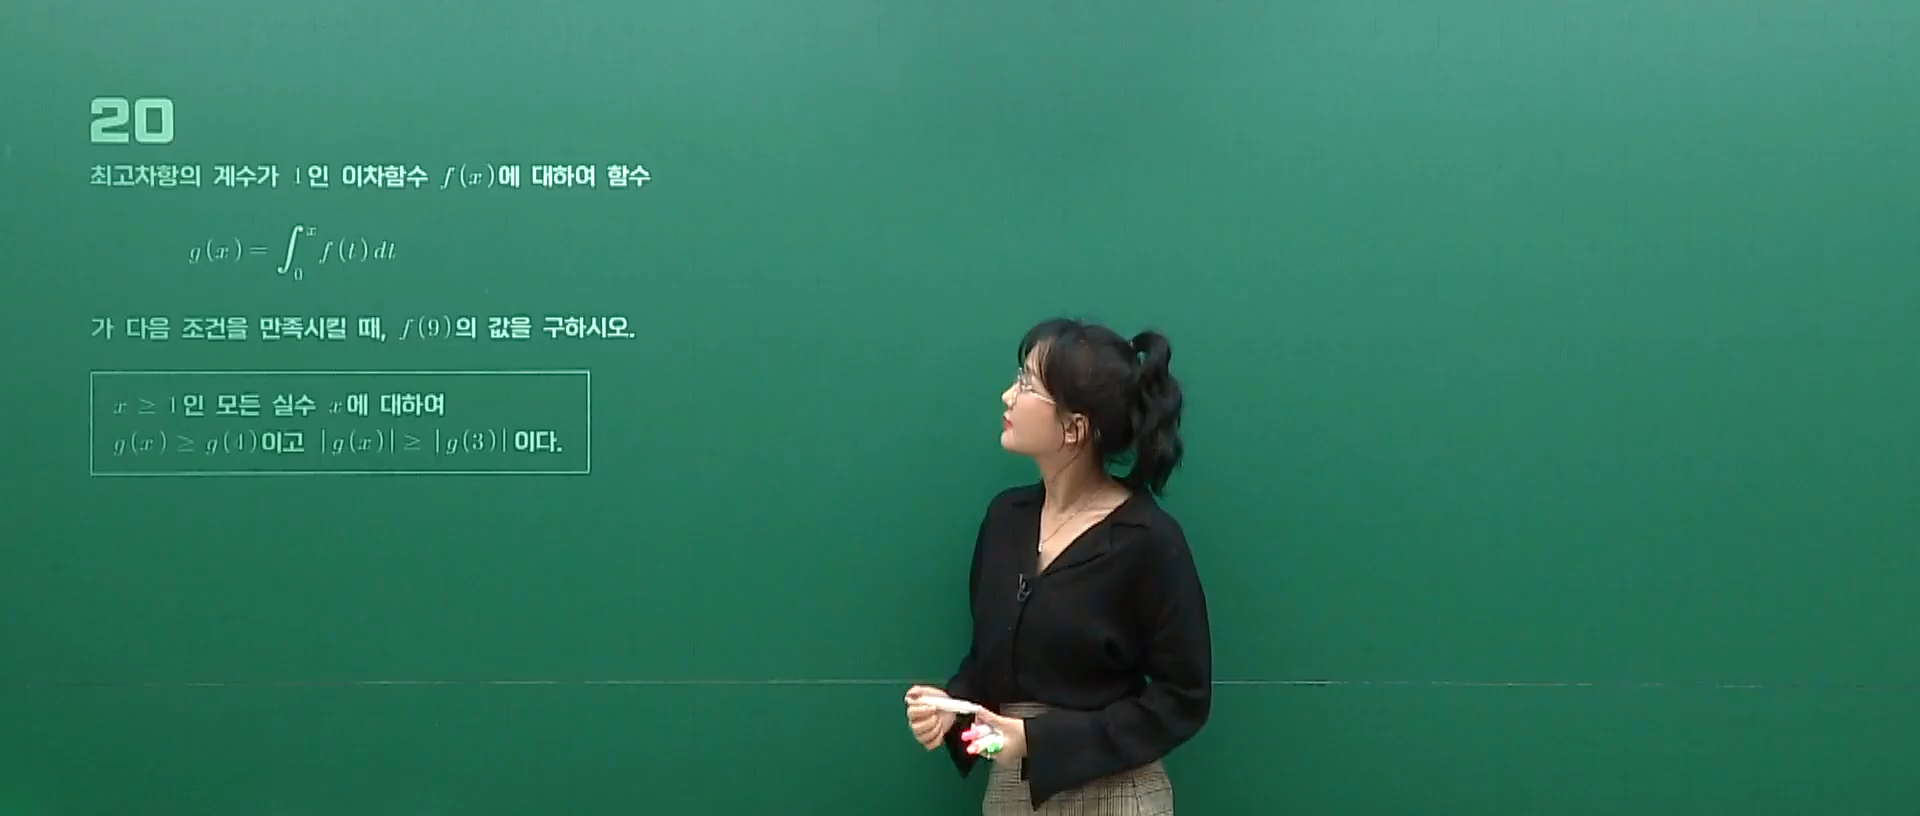 20
최고차항의 계수가 1인 이차함수 f(x)에 대하여 함수
g(x) = ∫₀ˣ f(t) dt
가 다음 조건을 만족시킬 때, f(9)의 값을 구하시오.
x ≥ 1인 모든 실수 x에 대하여
g(x) ≥ g(4)이고 |g(x)| ≥ |g(3)|이다.